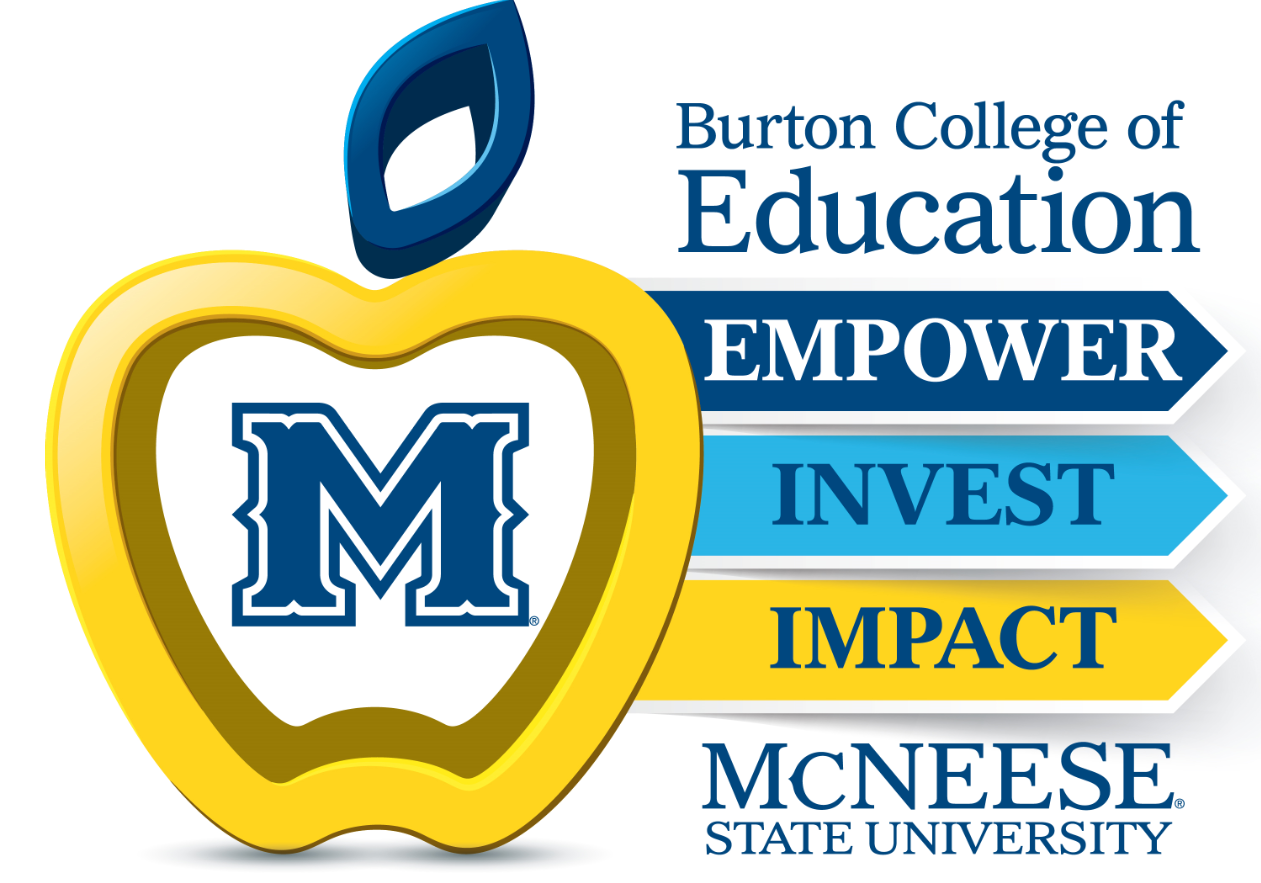 Burton College of
Education
EMPOWER
INVEST
IMPACT
M®
McNEESE®
STATE UNIVERSITY